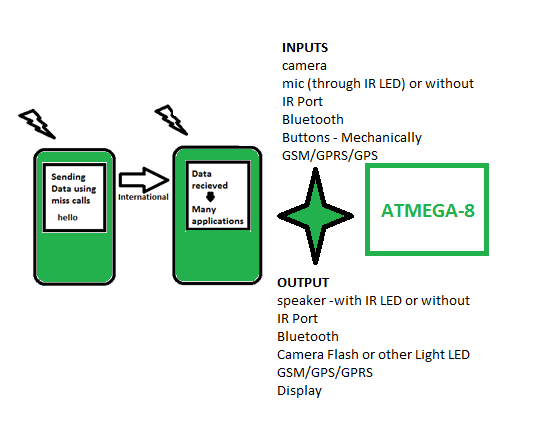 Sending
Data using
miss calls
hello
International
Data
recieved
Many
applications
INPUTS
camera
mic (through IR LED) or without
IR Port
Bluetooth
Buttons - Mechanically
GSM/GPRS/GPS
ATMEGA-8
OUTPUT
speaker -with IR LED or without
IR Port
Bluetooth
Camera Flash or other Light LED
GSM/GPS/GPRS
Display